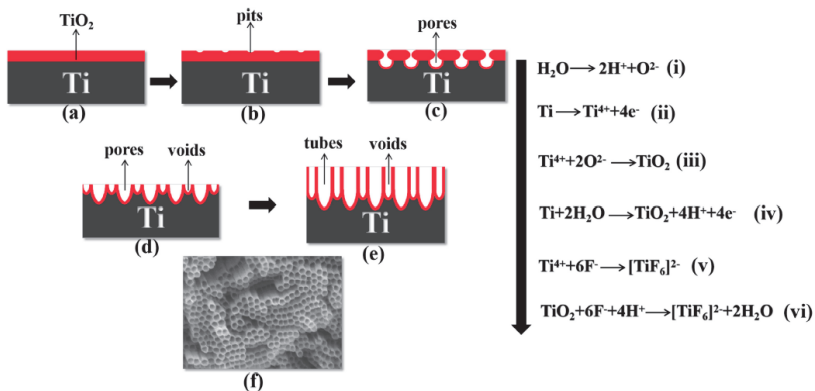 TiO₂
Ti
(a)
pits
Ti
(b)
pores
Ti
(c)
pores voids
Ti
(d)
tubes voids
Ti
(e)
(f)
H₂O→2H⁺+O²⁻ (i)
Ti→Ti⁴⁺+4e⁻ (ii)
Ti⁴⁺+2O²⁻→TiO₂ (iii)
Ti+2H₂O→TiO₂+4H⁺+4e⁻ (iv)
Ti⁴⁺+6F⁻→[TiF₆]²⁻ (v)
TiO₂+6F⁻+4H⁺→[TiF₆]²⁻+2H₂O (vi)